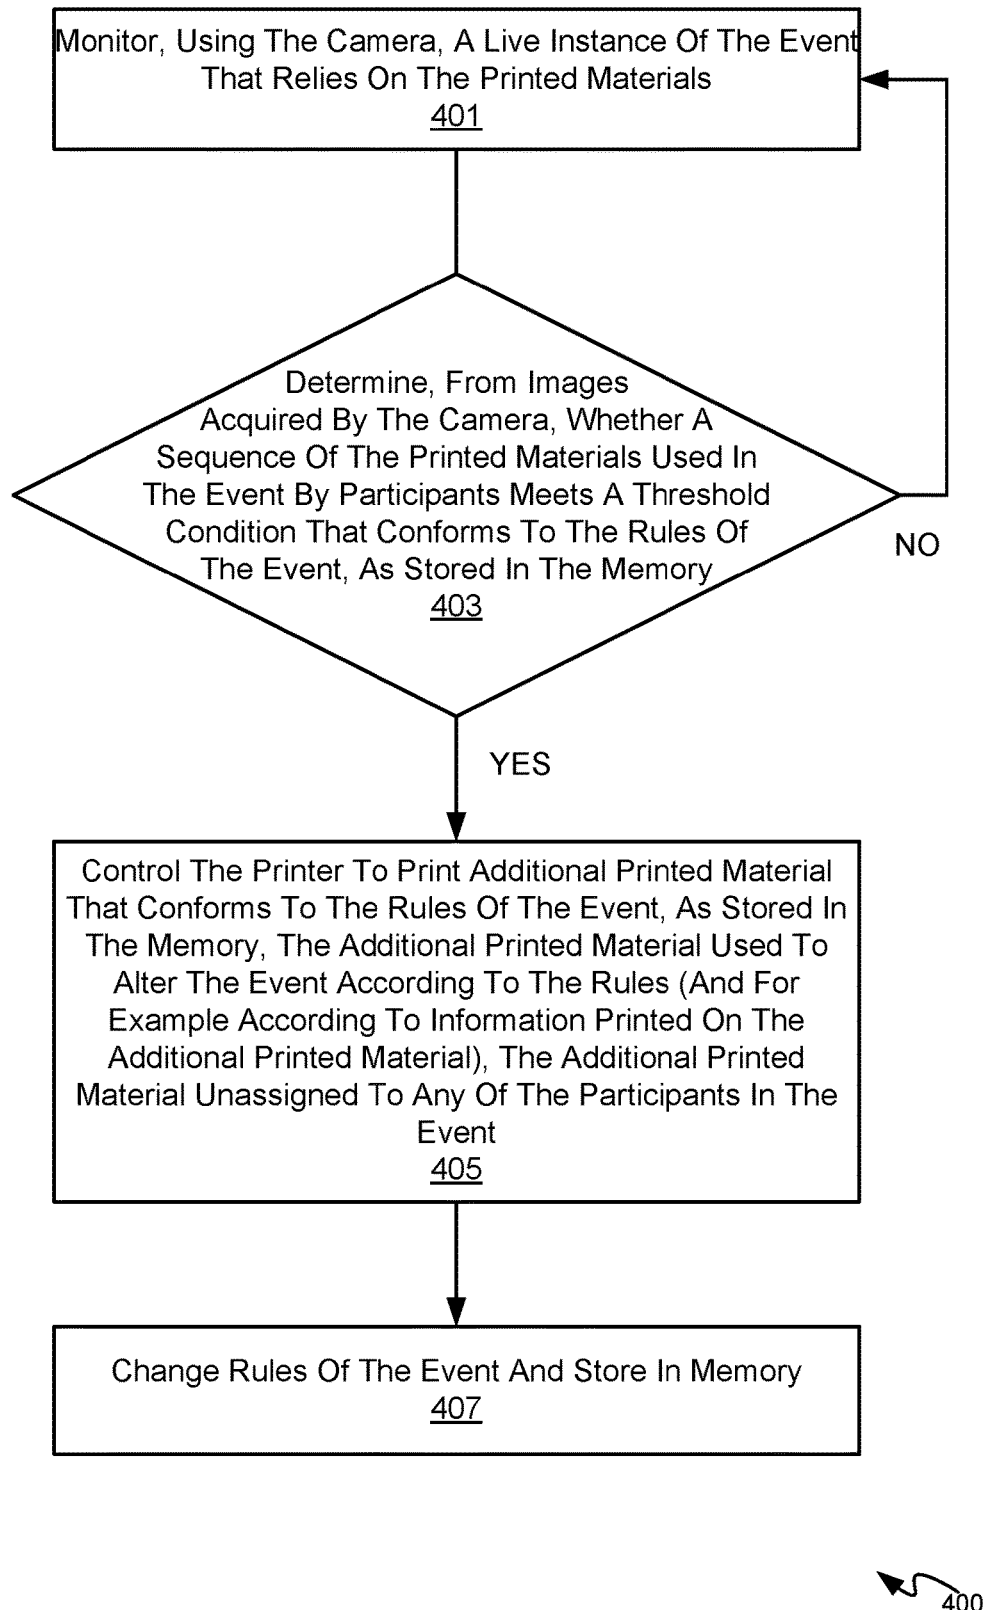 Monitor, Using The Camera, A Live Instance Of The Event
That Relies On The Printed Materials
401
Determine, From Images
Acquired By The Camera, Whether A
Sequence Of The Printed Materials Used In
The Event By Participants Meets A Threshold
Condition That Conforms To The Rules Of
The Event, As Stored In The Memory
403
NO
YES
Control The Printer To Print Additional Printed Material
That Conforms To The Rules Of The Event, As Stored In
The Memory, The Additional Printed Material Used To
Alter The Event According To The Rules (And For
Example According To Information Printed On The
Additional Printed Material), The Additional Printed
Material Unassigned To Any Of The Participants In The
Event
405
Change Rules Of The Event And Store In Memory
407
400